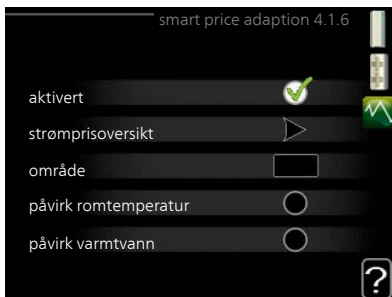 smart price adaption 4.1.6
aktivert
strømprisoversikt
område
påvirk romtemperatur
påvirk varmtvann
?